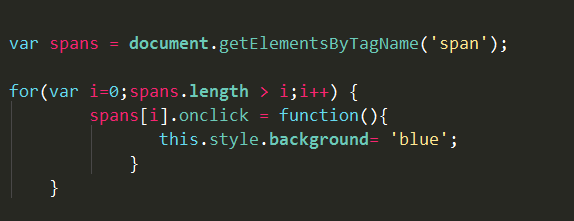 var spans = document.getElementsByTagName('span');
for(var i=0;spans.length > i;i++) {
spans[i].onclick = function(){
this.style.background= 'blue';
}
}